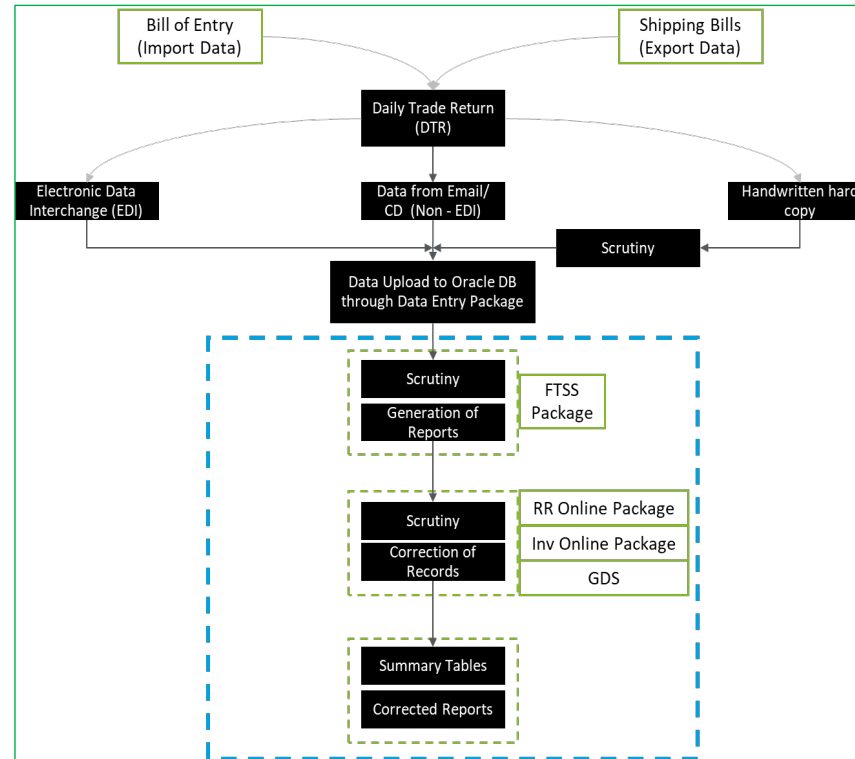 Bill of Entry
(Import Data)
Shipping Bills
(Export Data)
Daily Trade Return
(DTR)
Electronic Data
Interchange (EDI)
Data from Email/
CD (Non - EDI)
Handwritten hard
copy
Scrutiny
Data Upload to Oracle DB
through Data Entry Package
Scrutiny
Generation of
Reports
FTSS
Package
Scrutiny
Correction of
Records
RR Online Package
Inv Online Package
GDS
Summary Tables
Corrected Reports